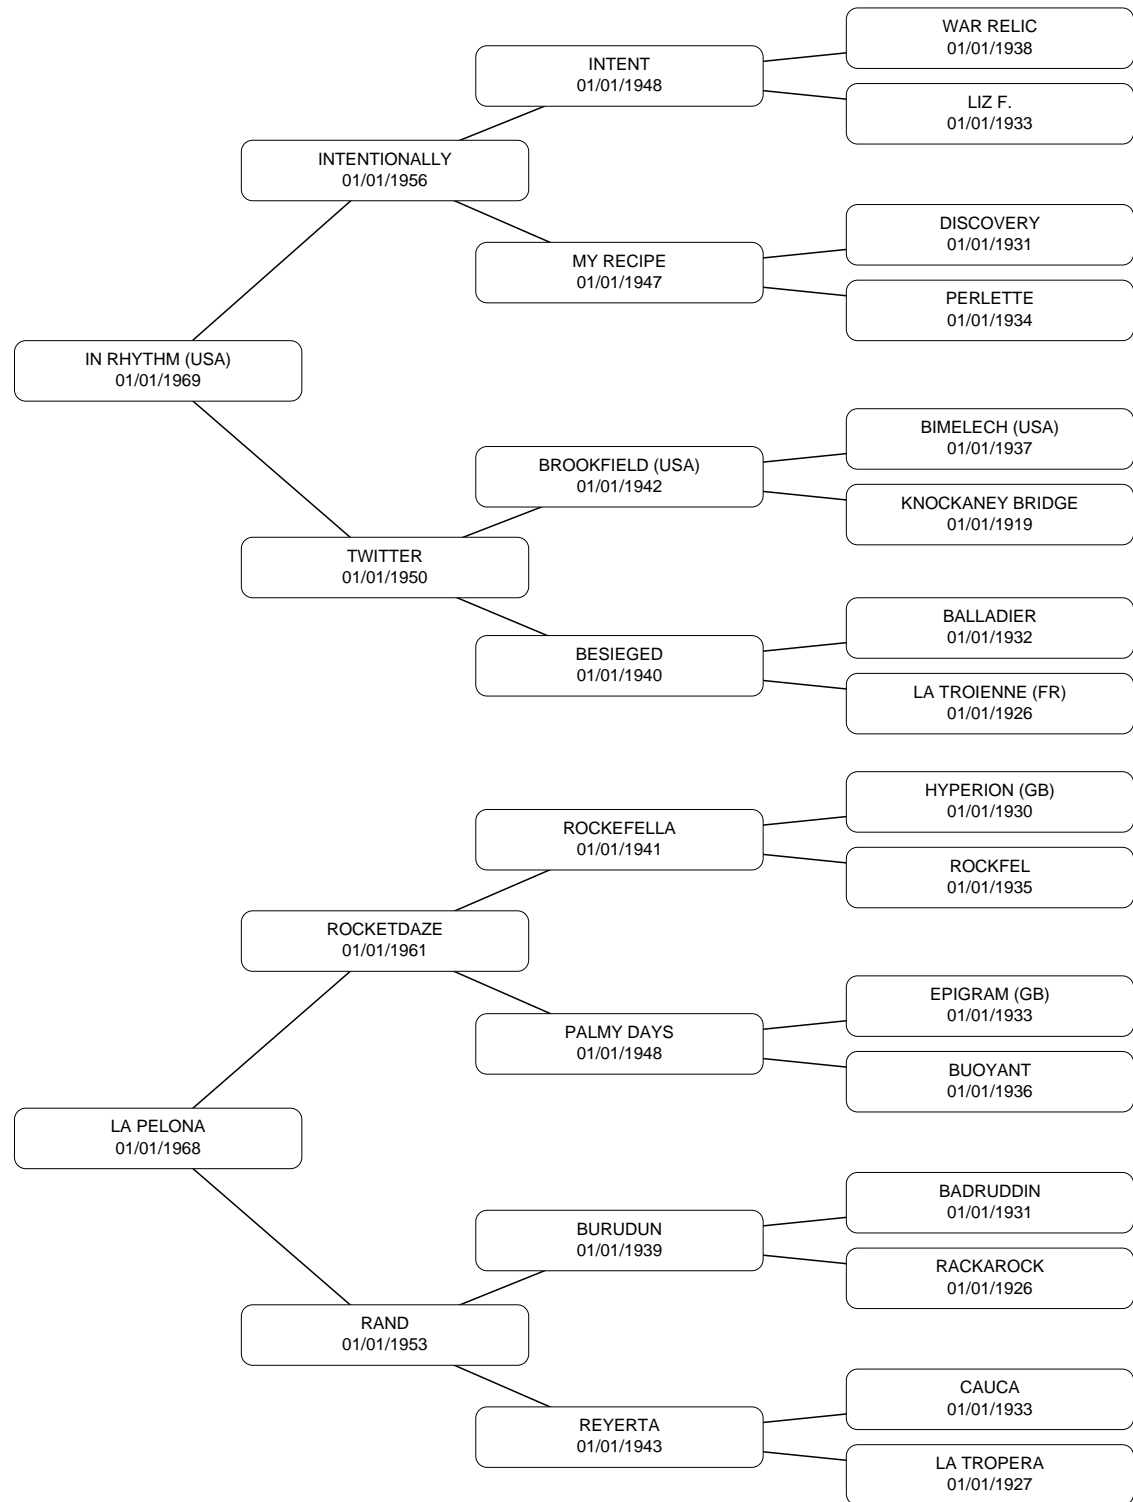 WAR RELIC
01/01/1938
INTENT
01/01/1948
LIZ F.
01/01/1933
INTENTIONALLY
01/01/1956
DISCOVERY
01/01/1931
MY RECIPE
01/01/1947
PERLETTE
01/01/1934
IN RHYTHM (USA)
01/01/1969
BIMELECH (USA)
01/01/1937
BROOKFIELD (USA)
01/01/1942
KNOCKANEY BRIDGE
01/01/1919
TWITTER
01/01/1950
BALLADIER
01/01/1932
BESIEGED
01/01/1940
LA TROIENNE (FR)
01/01/1926
HYPERION (GB)
01/01/1930
ROCKEFELLA
01/01/1941
ROCKFEL
01/01/1935
ROCKETDAZE
01/01/1961
EPIGRAM (GB)
01/01/1933
PALMY DAYS
01/01/1948
BUOYANT
01/01/1936
LA PELONA
01/01/1968
BADRUDDIN
01/01/1931
BURUDUN
01/01/1939
RACKAROCK
01/01/1926
RAND
01/01/1953
CAUCA
01/01/1933
REYERTA
01/01/1943
LA TROPERA
01/01/1927